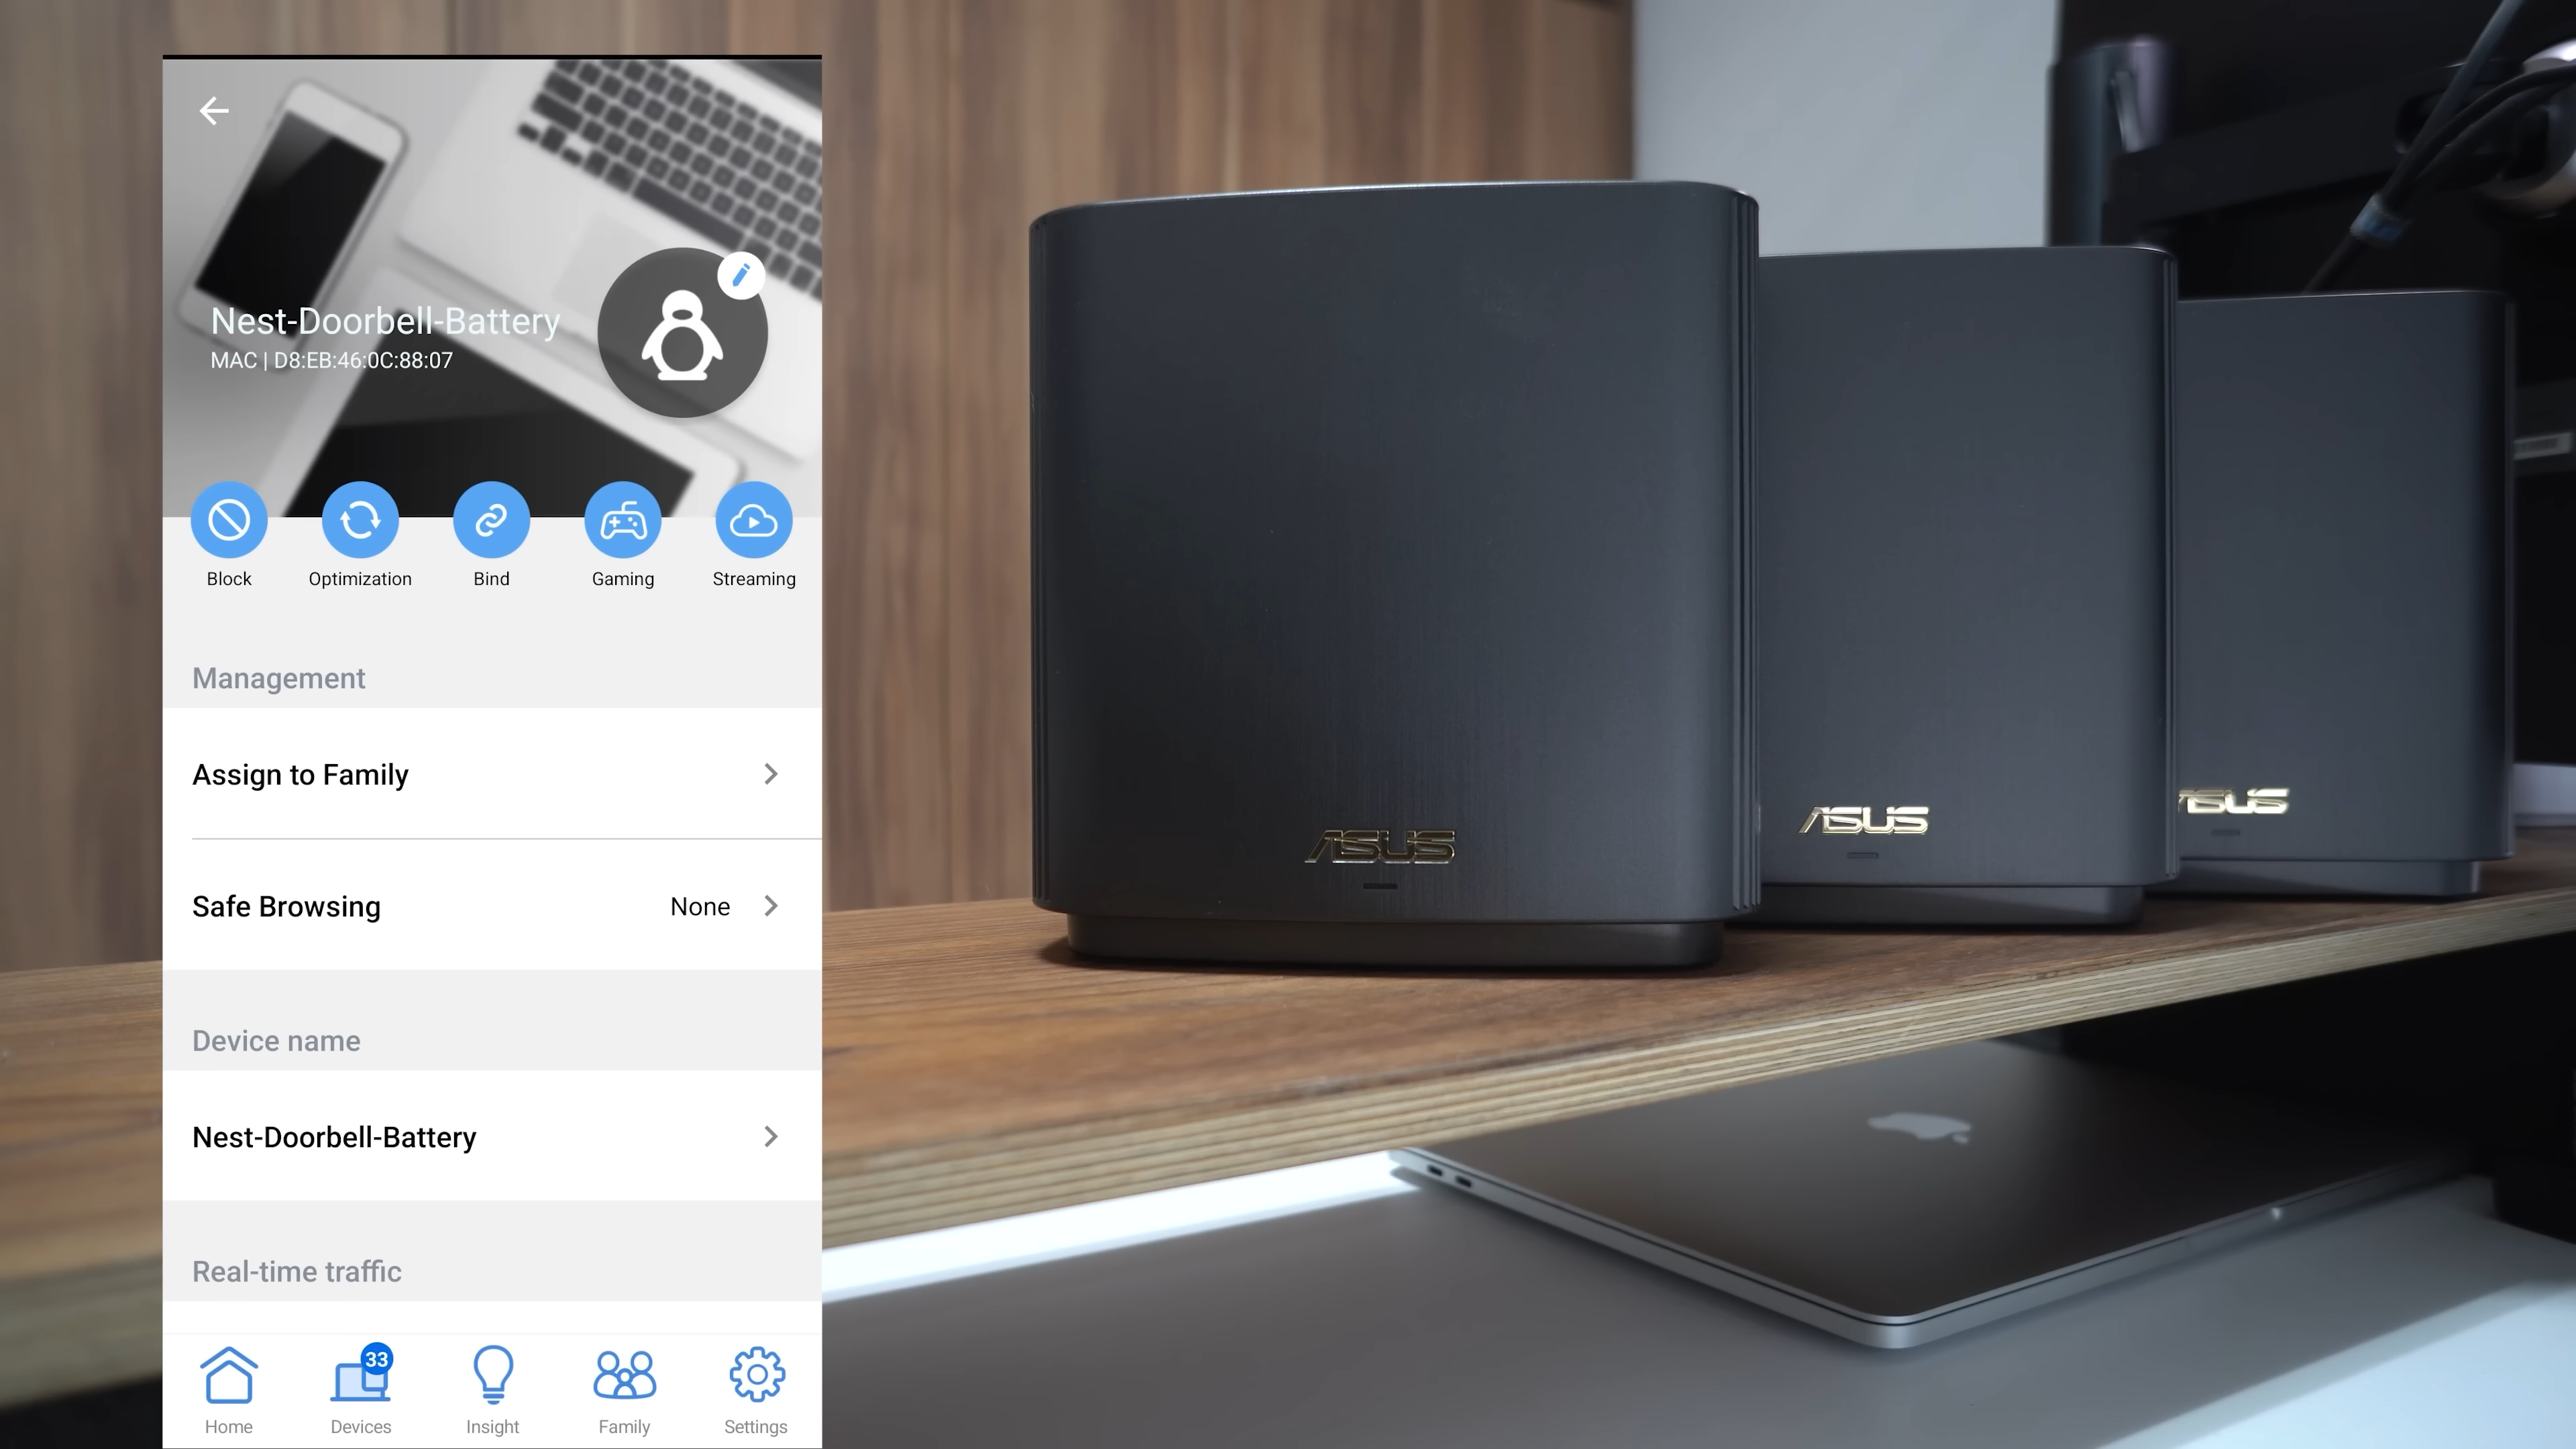 Nest-Doorbell-Battery
MAC | D8:EB:46:0C:88:07
Block
Optimization
Bind
Gaming
Streaming
Management
Assign to Family
Safe Browsing
None
Device name
Nest-Doorbell-Battery
Real-time traffic
33
Home
Devices
Insight
Family
Settings
ASUS
ASUS
ASUS